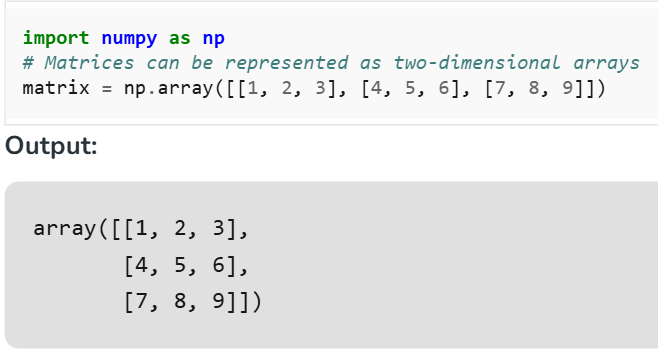 import numpy as np
# Matrices can be represented as two-dimensional arrays
matrix = np.array([[1, 2, 3], [4, 5, 6], [7, 8, 9]])
Output:
array([[1, 2, 3],
       [4, 5, 6],
       [7, 8, 9]])